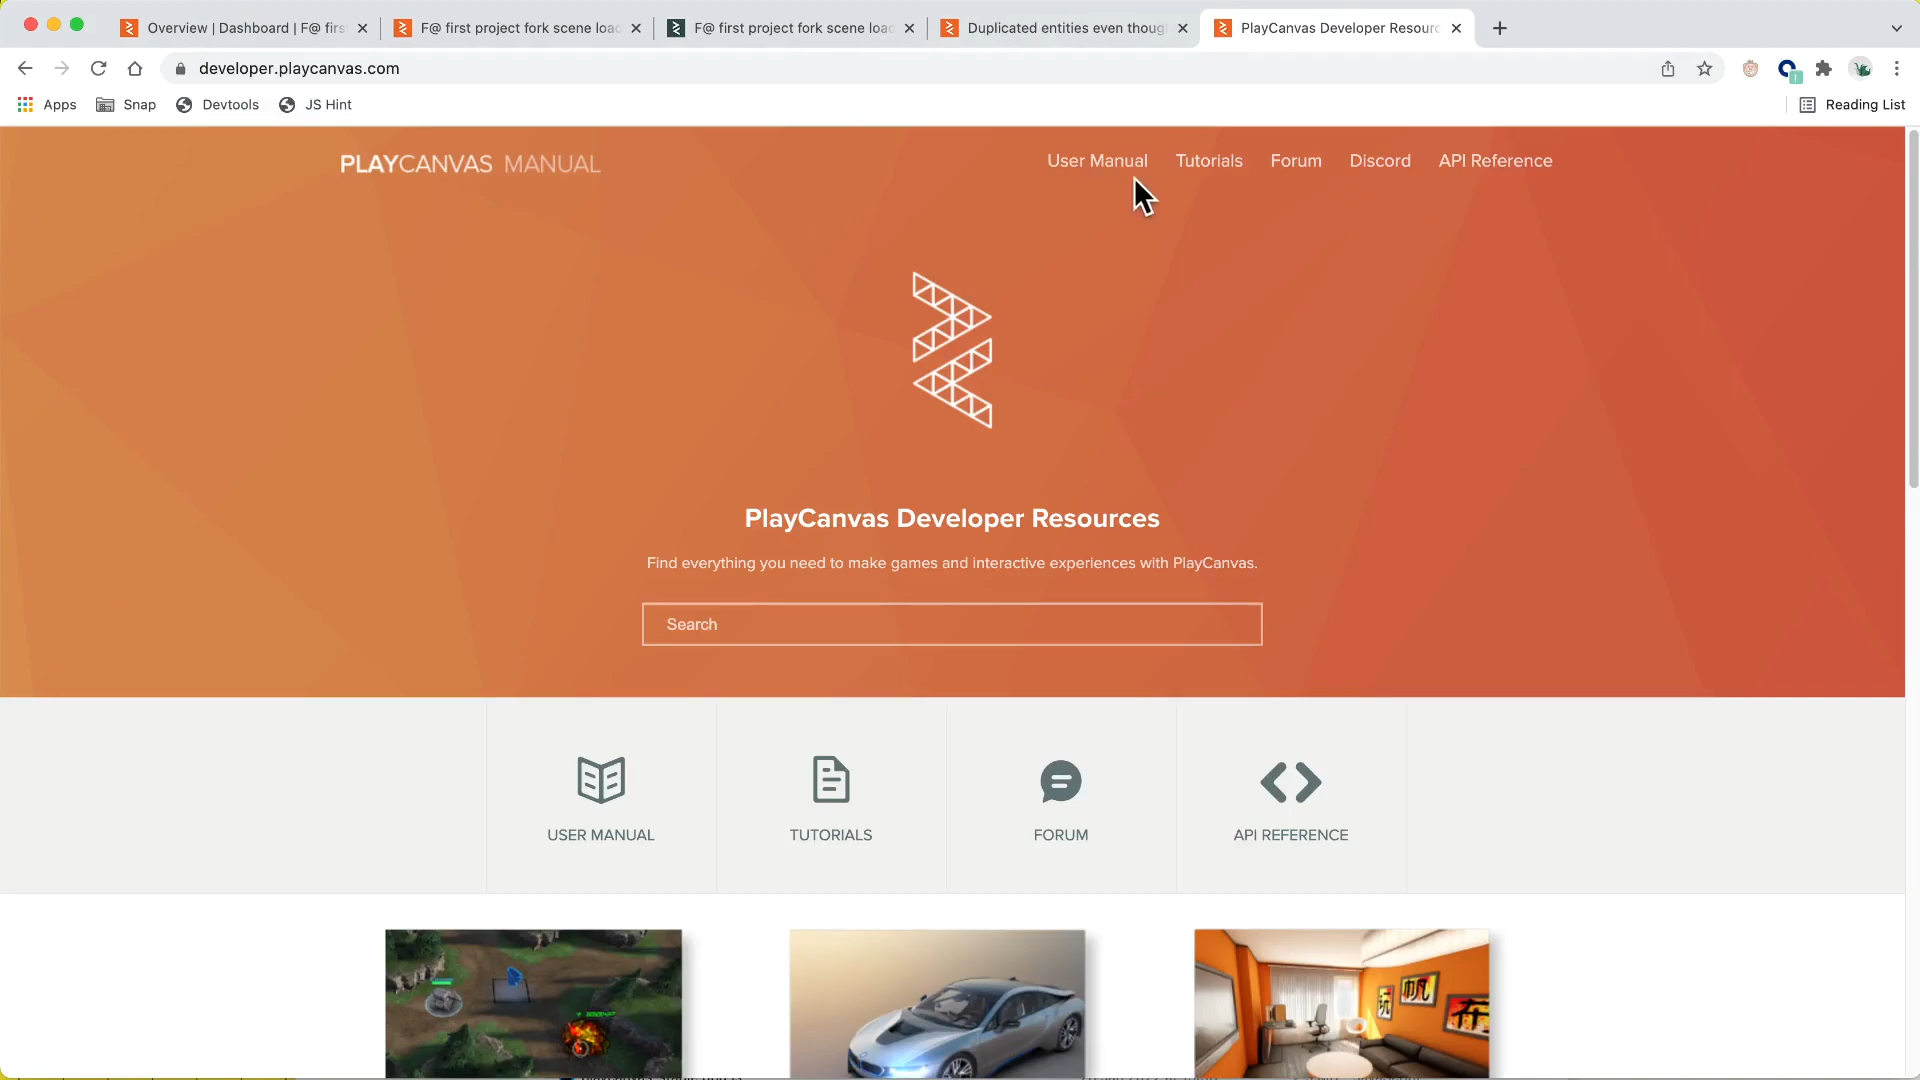 Overview | Dashboard | F@ firs
F@ first project fork scene loa
F@ first project fork scene loa
Duplicated entities even thoug
PlayCanvas Developer Resourc
developer.playcanvas.com
Apps
Snap
Devtools
JS Hint
Reading List
PLAYCANVAS MANUAL
User Manual
Tutorials
Forum
Discord
API Reference
PlayCanvas Developer Resources
Find everything you need to make games and interactive experiences with PlayCanvas.
Search
USER MANUAL
TUTORIALS
FORUM
API REFERENCE